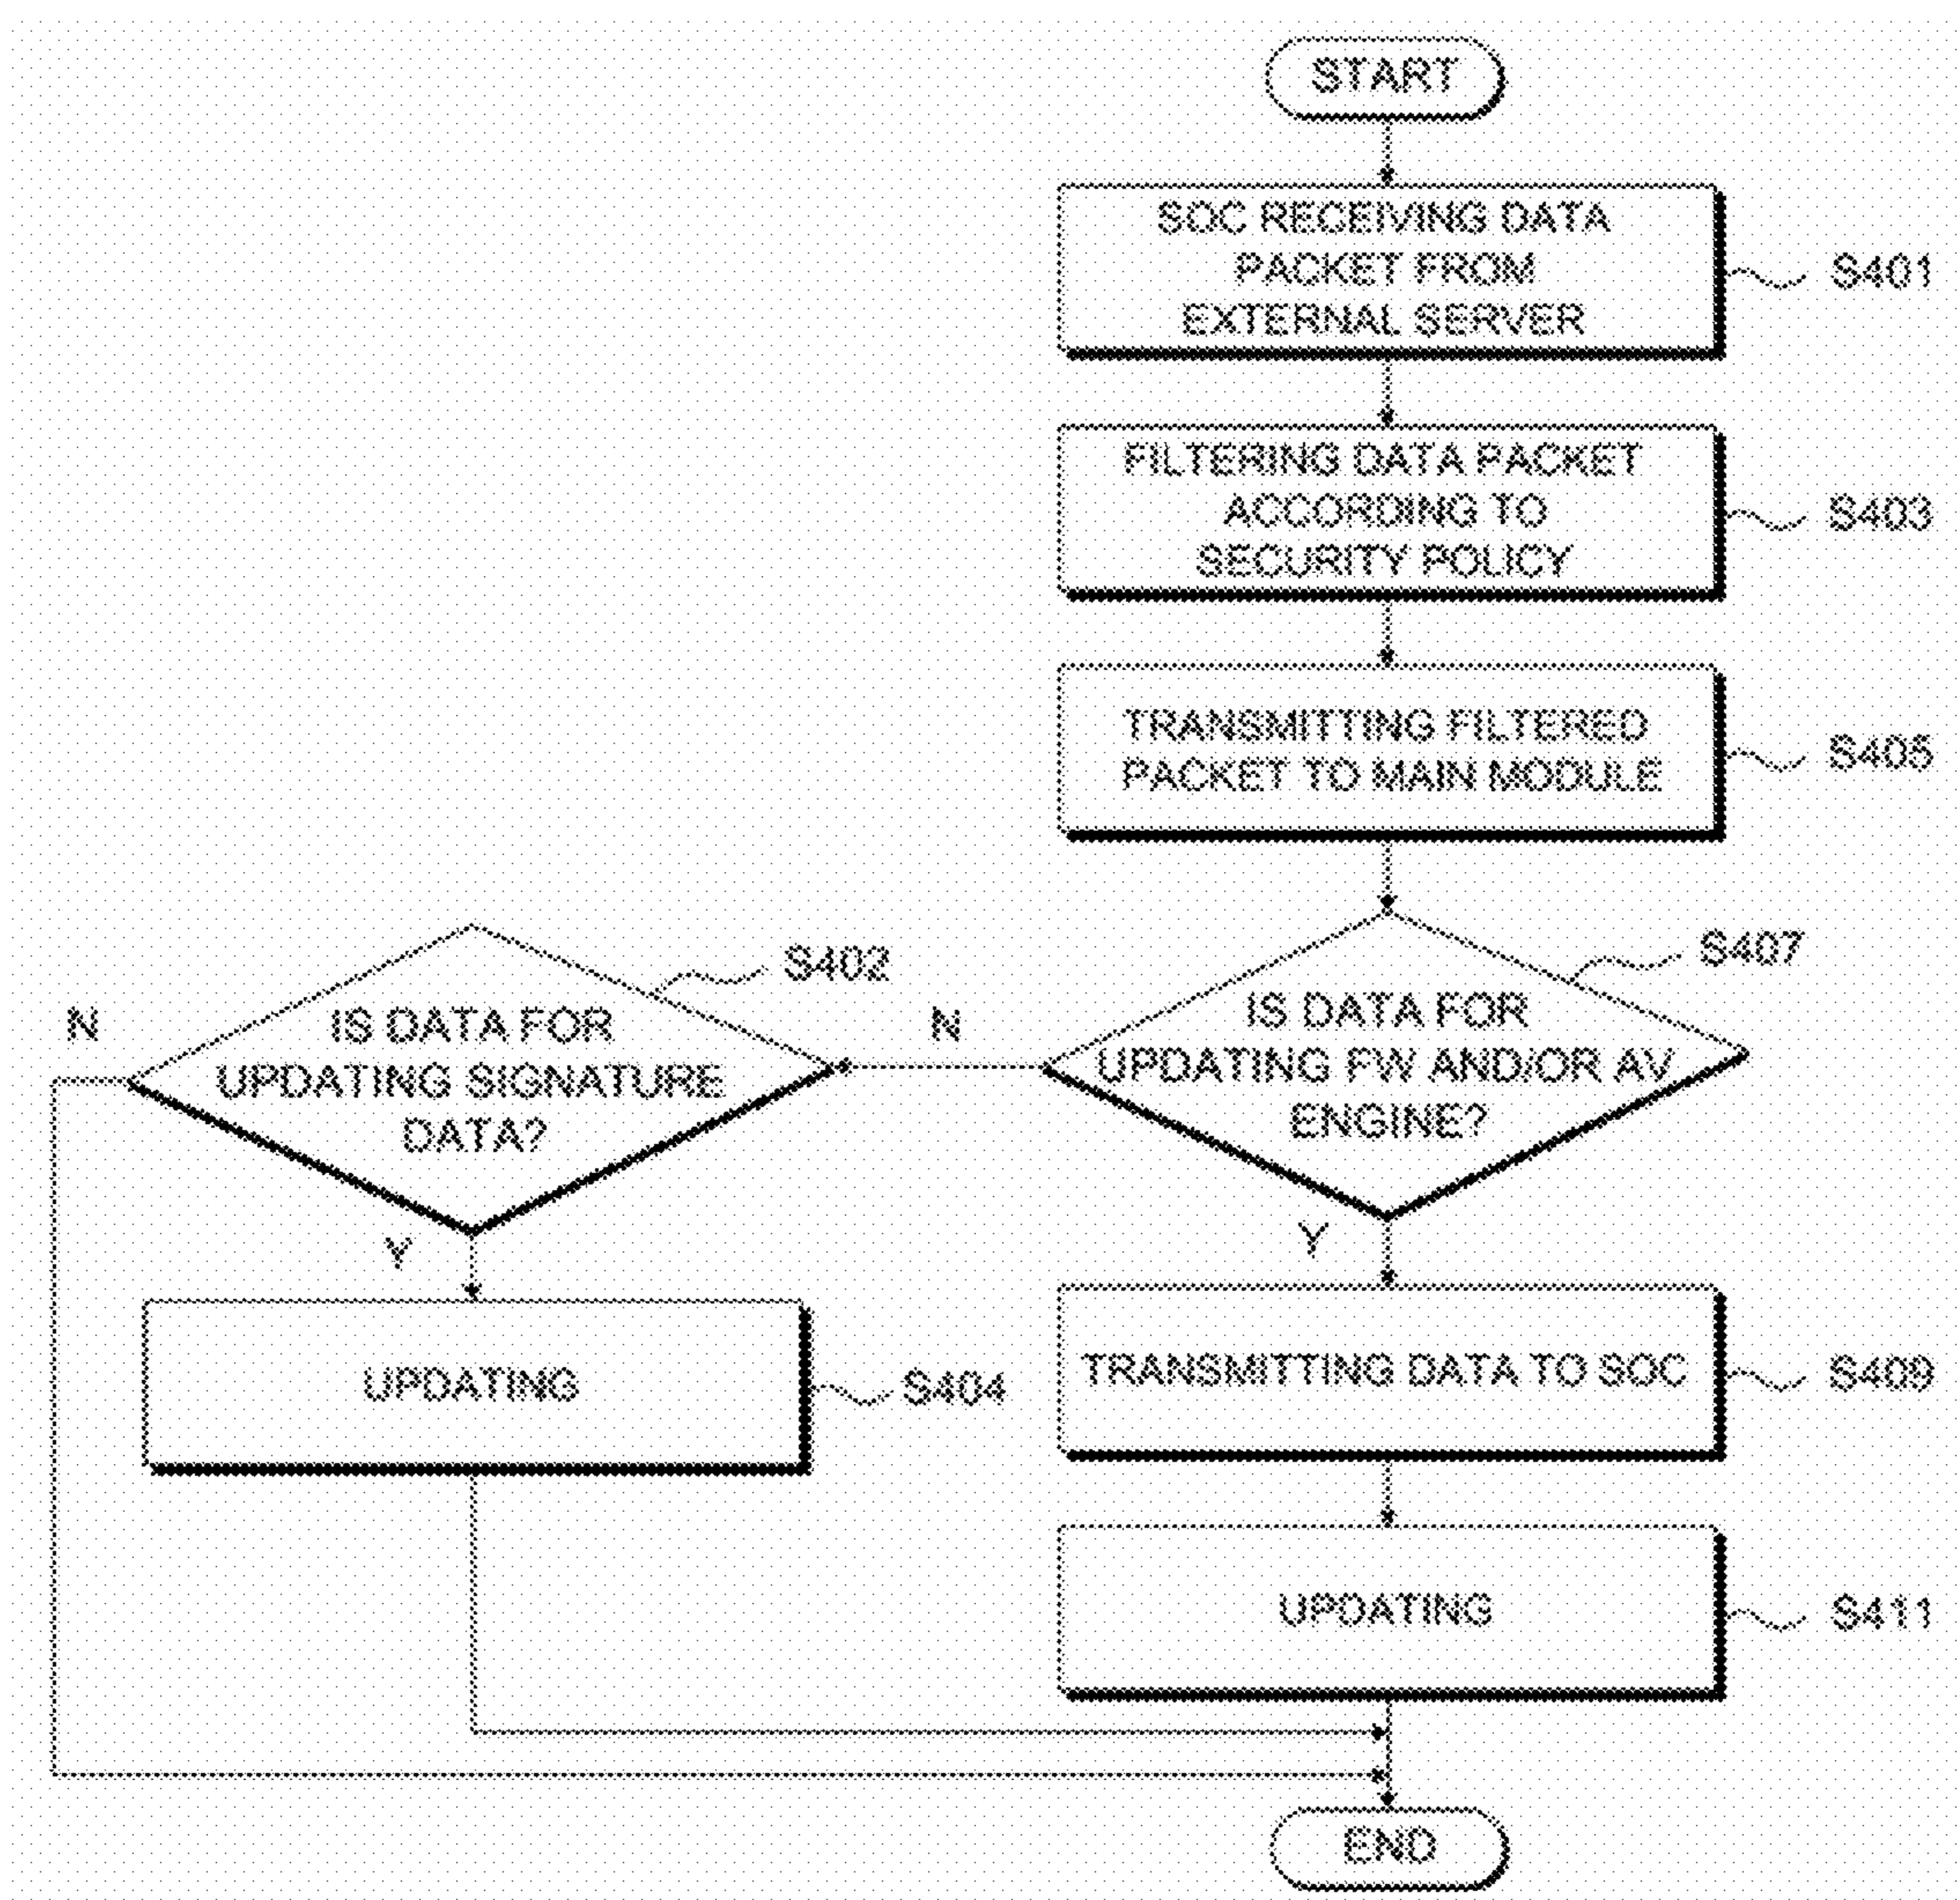 START
SOC RECEIVING DATA
PACKET FROM
EXTERNAL SERVER
S401
FILTERING DATA PACKET
ACCORDING TO
SECURITY POLICY
S403
TRANSMITTING FILTERED
PACKET TO MAIN MODULE
S405
S407
IS DATA FOR
UPDATING FW AND/OR AV
ENGINE?
N
Y
S402
IS DATA FOR
UPDATING SIGNATURE
DATA?
N
Y
UPDATING
S404
TRANSMITTING DATA TO SOC
S409
UPDATING
S411
END